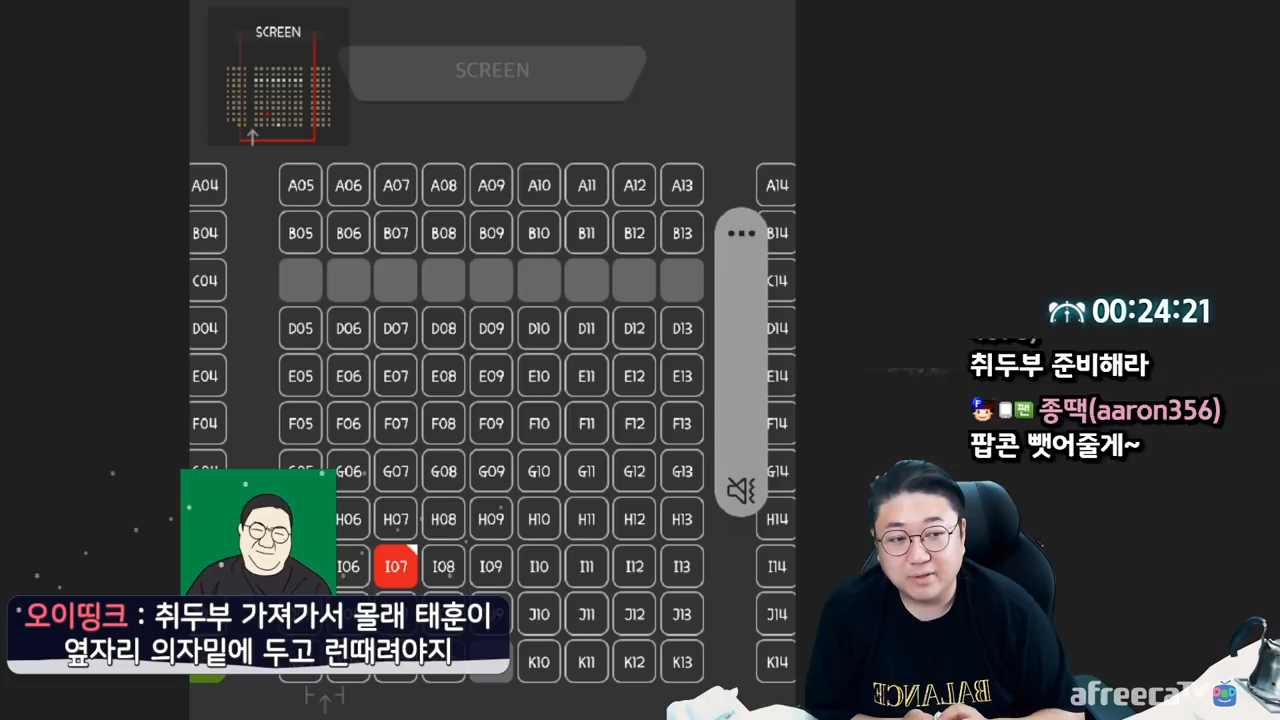 SCREEN
SCREEN
A04 A05 A06 A07 A08 A09 A10 A11 A12 A13 A14
B04 B05 B06 B07 B08 B09 B10 B11 B12 B13 B14
C04 C14
D04 D05 D06 D07 D08 D09 D10 D11 D12 D13 D14
E04 E05 E06 E07 E08 E09 E10 E11 E12 E13 E14
F04 F05 F06 F07 F08 F09 F10 F11 F12 F13 F14
G06 G07 G08 G09 G10 G11 G12 G13 G14
H06 H07 H08 H09 H10 H11 H12 H13 H14
I06 I07 I08 I09 I10 I11 I12 I13 I14
J10 J11 J12 J13 J14
K10 K11 K12 K13 K14
00:24:21
취두부 준비해라
F 팬 종땍(aaron356)
팝콘 뺏어줄게~
오이띵크 : 취두부 가져가서 몰래 태훈이
옆자리 의자밑에 두고 런때려야지
BALANCE
afreecaTV